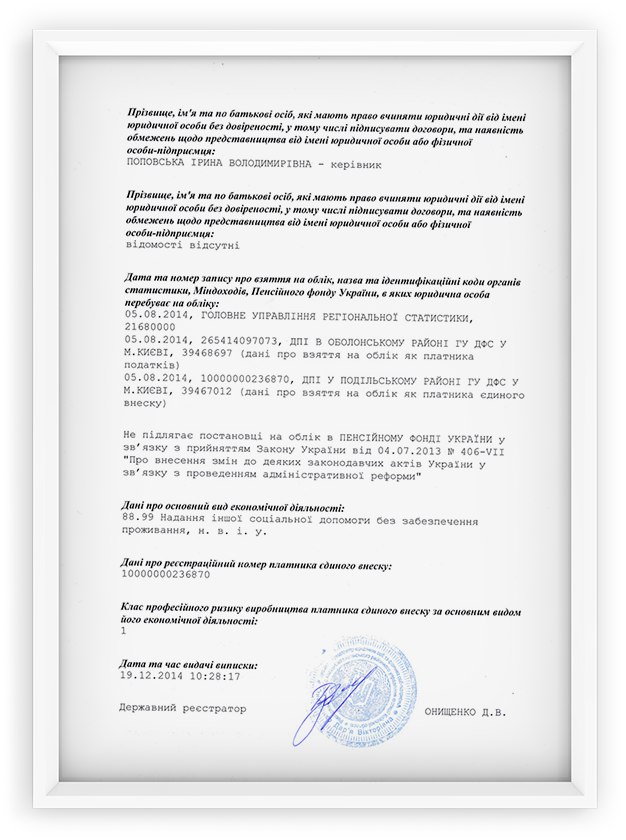 Прізвище, ім'я та по батькові осіб, які мають право вчиняти юридичні дії від імені
юридичної особи без довіреності, у тому числі підписувати договори, та наявність
обмежень щодо представництва від імені юридичної особи або фізичної
особи-підприємця:
ПОПОВСЬКА ІРИНА ВОЛОДИМИРІВНА - керівник
Прізвище, ім'я та по батькові осіб, які мають право вчиняти юридичні дії від імені
юридичної особи без довіреності, у тому числі підписувати договори, та наявність
обмежень щодо представництва від імені юридичної особи або фізичної
особи-підприємця:
відомості відсутні
Дата та номер запису про взяття на облік, назва та ідентифікаційні коди органів
статистики, Міндоходів, Пенсійного фонду України, в яких юридична особа
перебуває на обліку:
05.08.2014, ГОЛОВНЕ УПРАВЛІННЯ РЕГІОНАЛЬНОЇ СТАТИСТИКИ,
21680000
05.08.2014, 265414097073, ДПІ В ОБОЛОНСЬКОМУ РАЙОНІ ГУ ДФС У
М.КИЄВІ, 39468697 (дані про взяття на облік як платника
податків)
05.08.2014, 10000000236870, ДПІ У ПОДІЛЬСЬКОМУ РАЙОНІ ГУ ДФС У
М.КИЄВІ, 39467012 (дані про взяття на облік як платника єдиного
внеску)
Не підлягає постановці на облік в ПЕНСІЙНОМУ ФОНДІ УКРАЇНИ у
зв’язку з прийняттям Закону України від 04.07.2013 № 406-VII
"Про внесення змін до деяких законодавчих актів України у
зв’язку з проведенням адміністративної реформи"
Дані про основний вид економічної діяльності:
88.99 Надання іншої соціальної допомоги без забезпечення
проживання, н. в. і. у.
Дані про реєстраційний номер платника єдиного внеску:
10000000236870
Клас професійного ризику виробництва платника єдиного внеску за основним видом
його економічної діяльності:
1
Дата та час видачі виписки:
19.12.2014 10:28:17
Державний реєстратор
ОНИЩЕНКО Д.В.
Дар'я Вікторівна